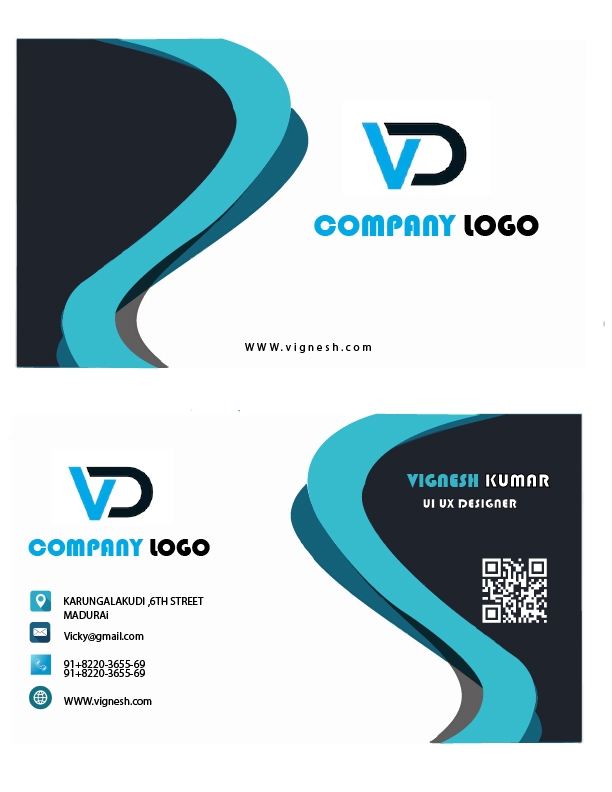 VD
COMPANY LOGO
WWW.vignesh.com
VD
COMPANY LOGO
KARUNGALAKUDI ,6TH STREET
MADURAi
Vicky@gmail.com
91+8220-3655-69
91+8220-3655-69
WWW.vignesh.com
VIGNESH KUMAR
UI UX DESIGNER